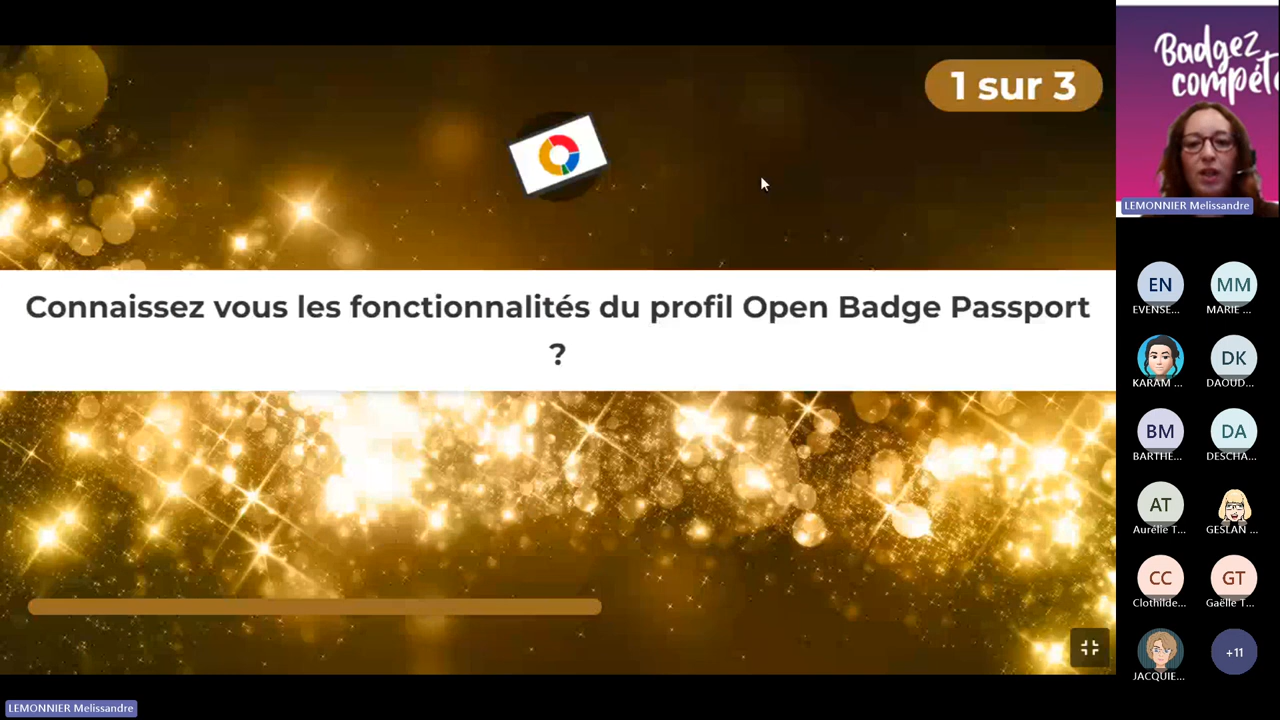 1 sur 3
Connaissez vous les fonctionnalités du profil Open Badge Passport
?
Badgez
compéte
LEMONNIER Melissandre
EN
MM
EVENSE...
MARIE ...
KARAM ...
DK
DAOUD...
BM
DA
BARTHE...
DESCHA...
AT
Aurélie T...
GESLAN ...
CC
GT
Clothilde...
Gaëlle T...
JACQUIE...
+11
LEMONNIER Melissandre